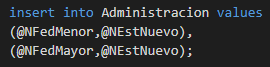 insert into Administracion values
(@NFedMenor,@NEstNuevo),
(@NFedMayor,@NEstNuevo);